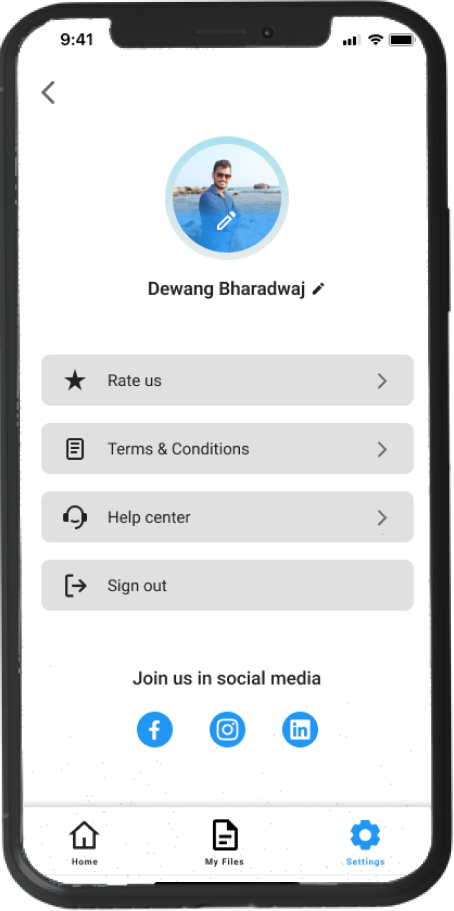 9:41
Dewang Bharadwaj
Rate us
Terms & Conditions
Help center
Sign out
Join us in social media
Home
My Files
Settings